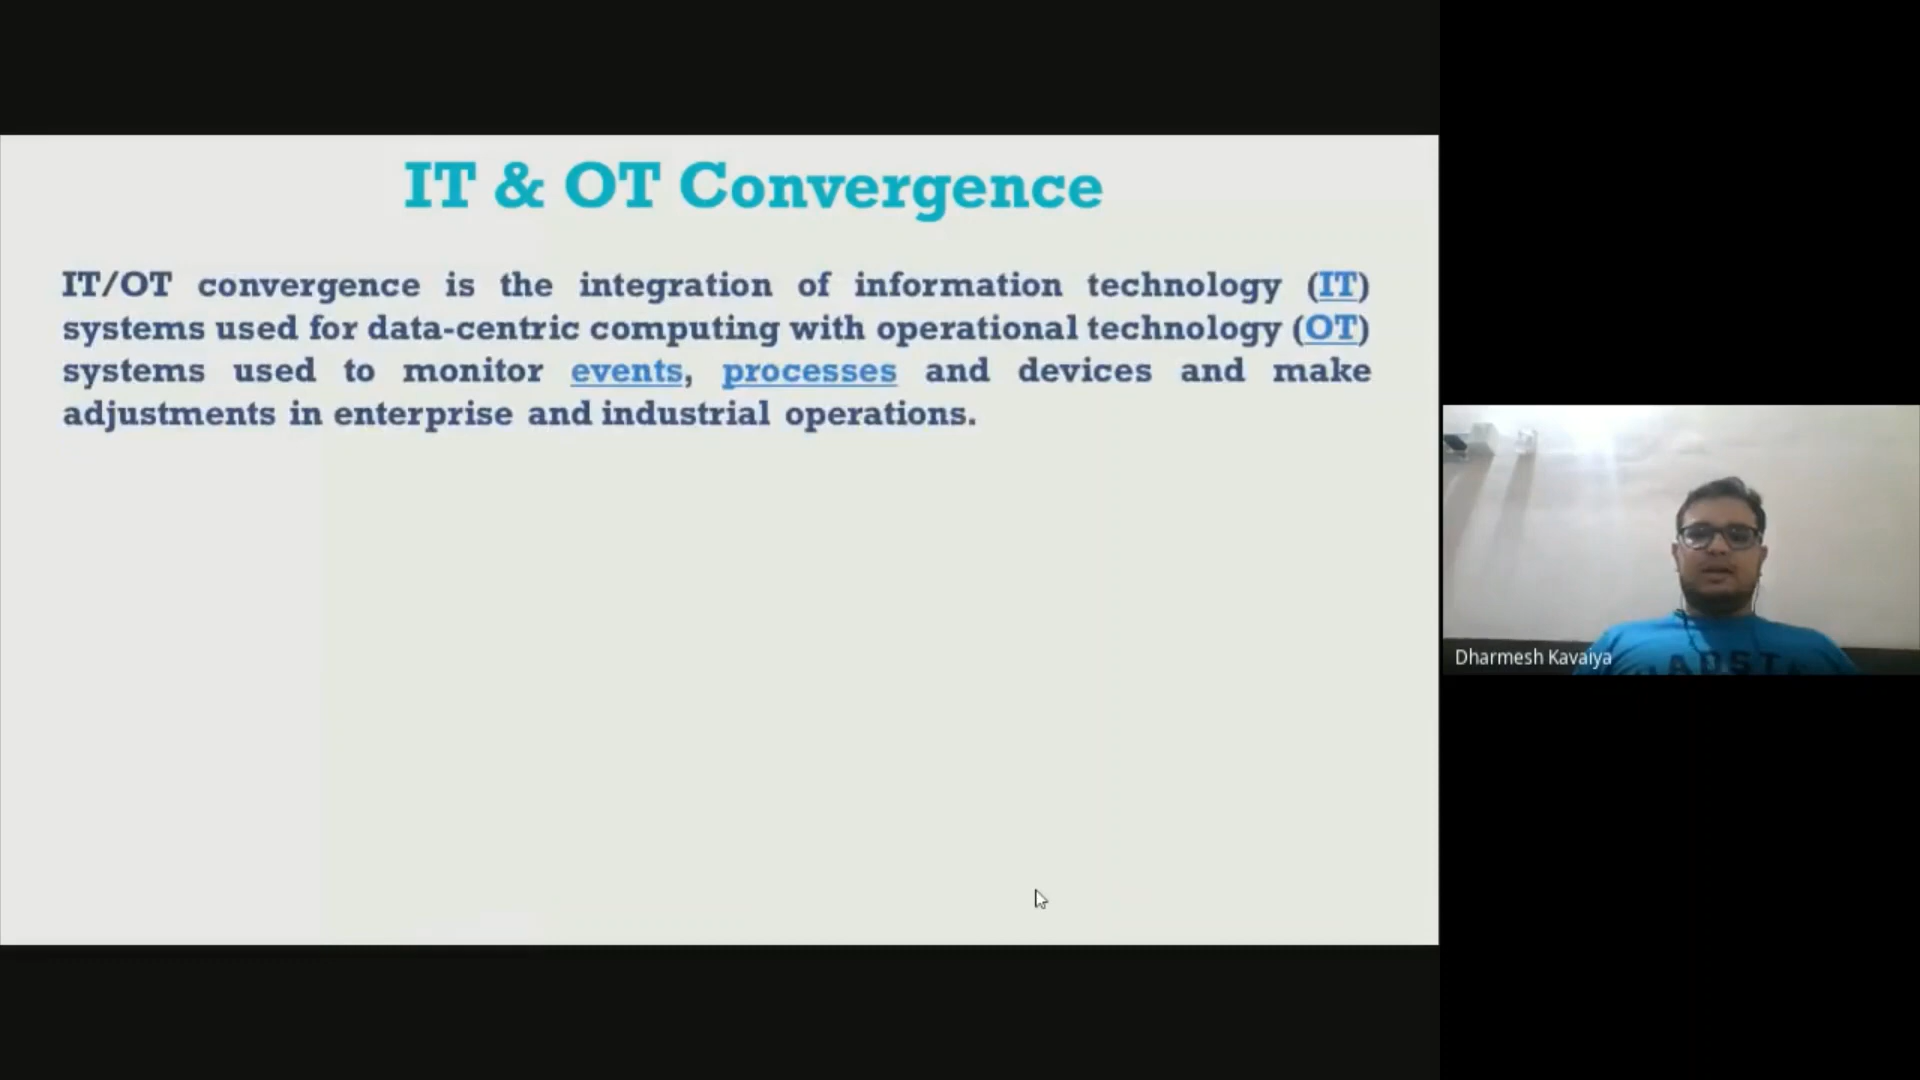 IT & OT Convergence
IT/OT convergence is the integration of information technology (IT)
systems used for data-centric computing with operational technology (OT)
systems used to monitor events, processes and devices and make
adjustments in enterprise and industrial operations.
Dharmesh Kavaiya